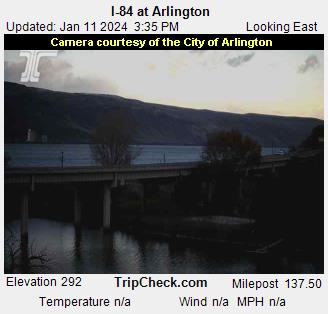 I-84 at Arlington
Updated: Jan 11 2024 3:35 PM Looking East
Camera courtesy of the City of Arlington
Elevation 292 TripCheck.com Milepost 137.50
Temperature n/a Wind n/a MPH n/a